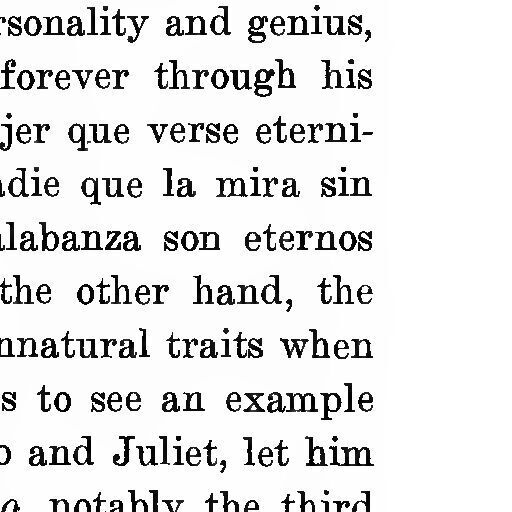 rsonality and genius,
forever through his
jer que verse eterni-
adie que la mira sin
alabanza son eternos
the other hand, the
nnatural traits when
s to see an example
o and Juliet, let him
notably the third